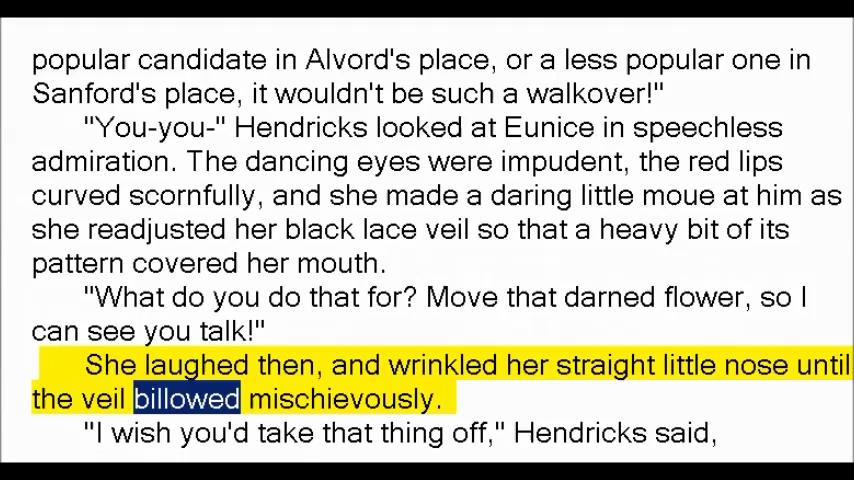 popular candidate in Alvord's place, or a less popular one in
Sanford's place, it wouldn't be such a walkover!"
"You-you-" Hendricks looked at Eunice in speechless
admiration. The dancing eyes were impudent, the red lips
curved scornfully, and she made a daring little moue at him as
she readjusted her black lace veil so that a heavy bit of its
pattern covered her mouth.
"What do you do that for? Move that darned flower, so I
can see you talk!"
She laughed then, and wrinkled her straight little nose until
the veil billowed mischievously.
"I wish you'd take that thing off," Hendricks said,